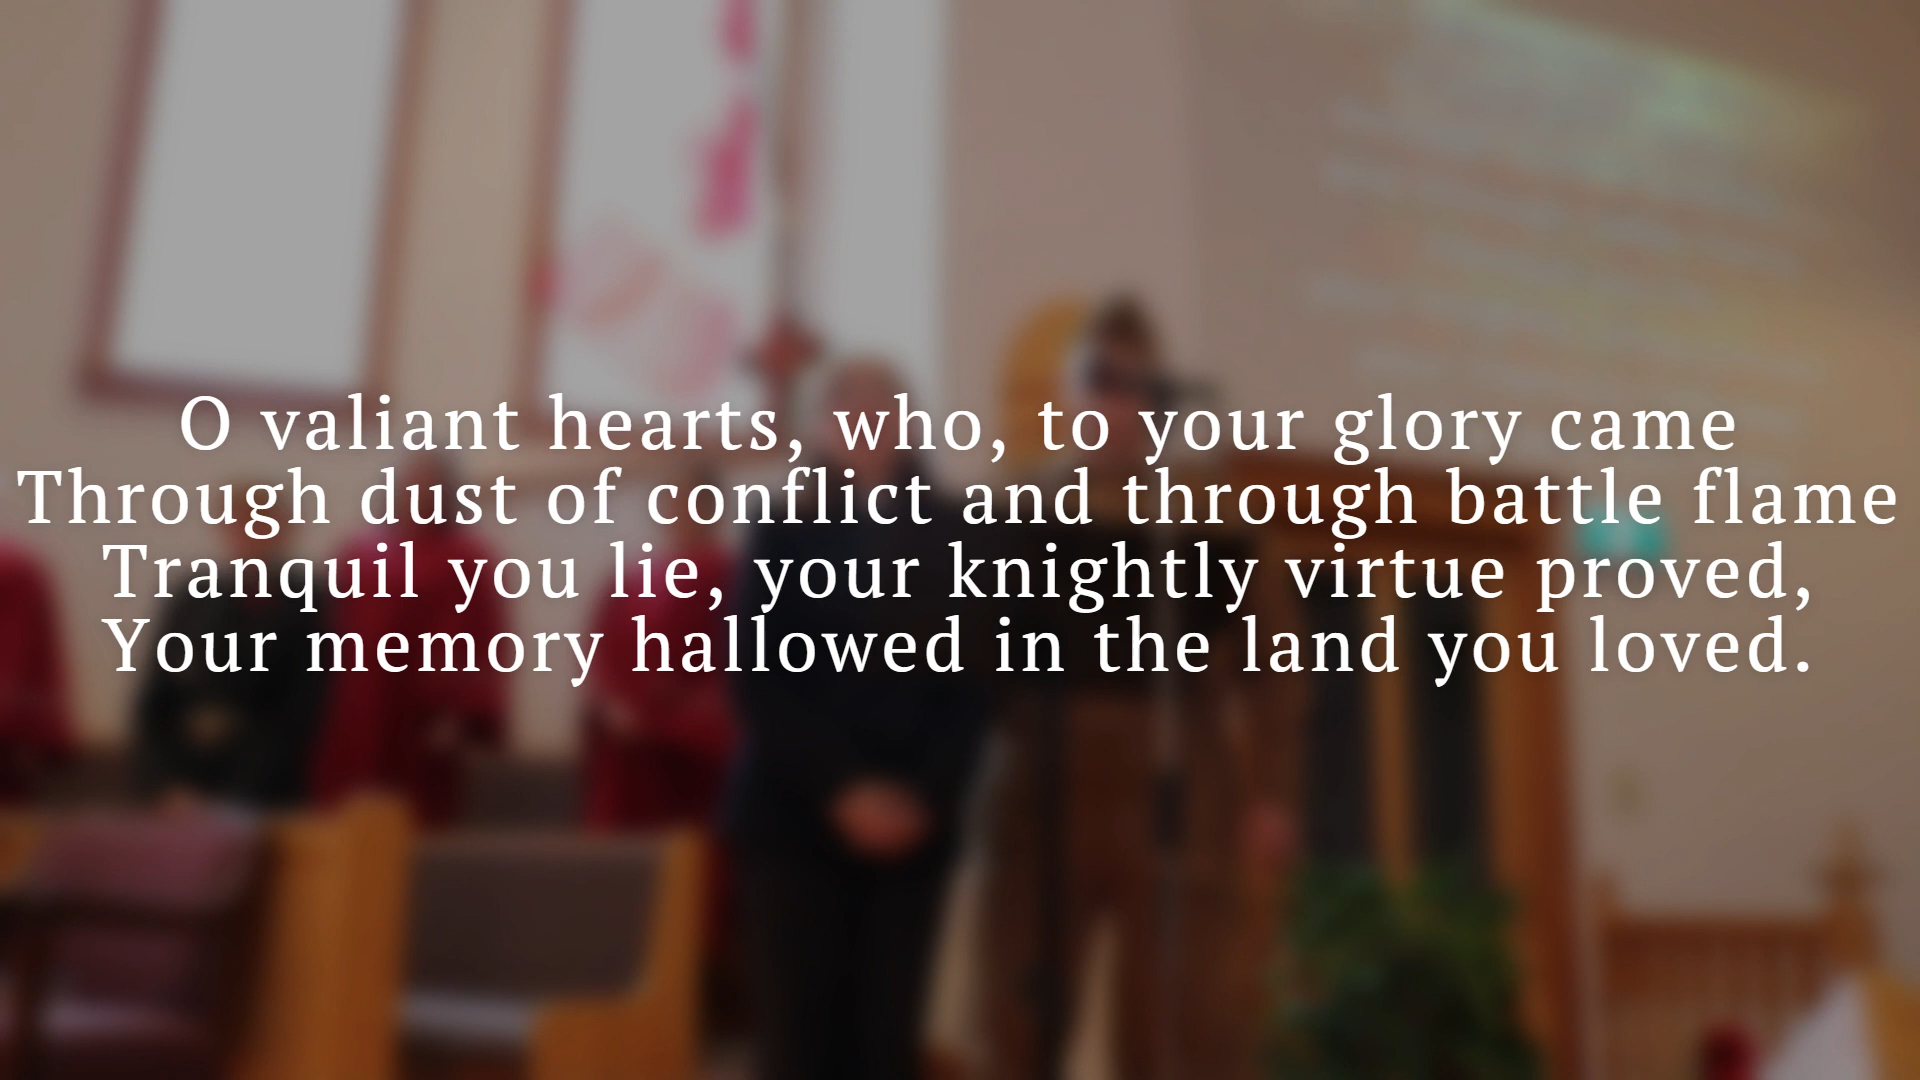 O valiant hearts, who, to your glory came
Through dust of conflict and through battle flame
Tranquil you lie, your knightly virtue proved,
Your memory hallowed in the land you loved.